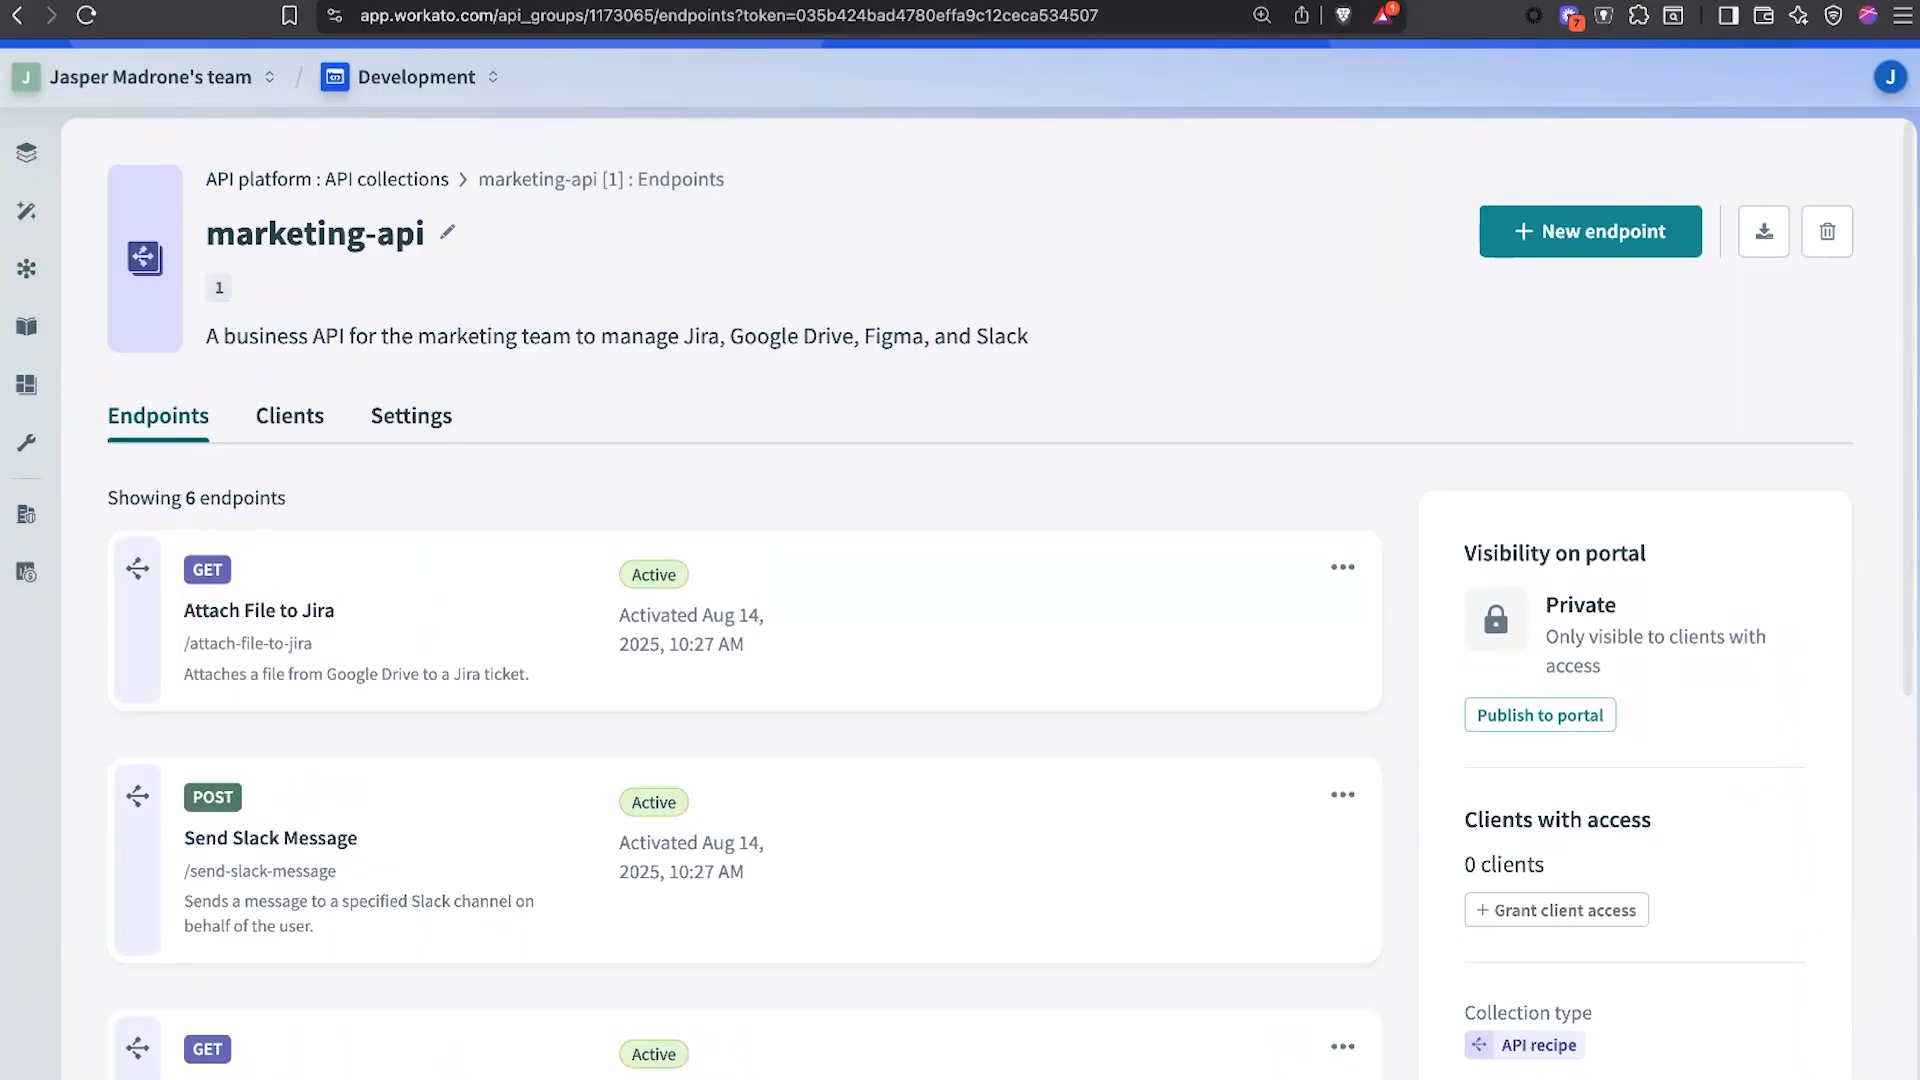 app.workato.com/api_groups/1173065/endpoints?token=035b424bad4780effa9c12ceca534507
1
7
J
Jasper Madrone's team
/
Development
J
API platform : API collections
marketing-api [1] : Endpoints
marketing-api
+ New endpoint
1
A business API for the marketing team to manage Jira, Google Drive, Figma, and Slack
Endpoints
Clients
Settings
Showing 6 endpoints
GET
Attach File to Jira
/attach-file-to-jira
Attaches a file from Google Drive to a Jira ticket.
Active
Activated Aug 14,
2025, 10:27 AM
POST
Send Slack Message
/send-slack-message
Sends a message to a specified Slack channel on
behalf of the user.
Active
Activated Aug 14,
2025, 10:27 AM
GET
Active
Visibility on portal
Private
Only visible to clients with
access
Publish to portal
Clients with access
0 clients
+ Grant client access
Collection type
API recipe